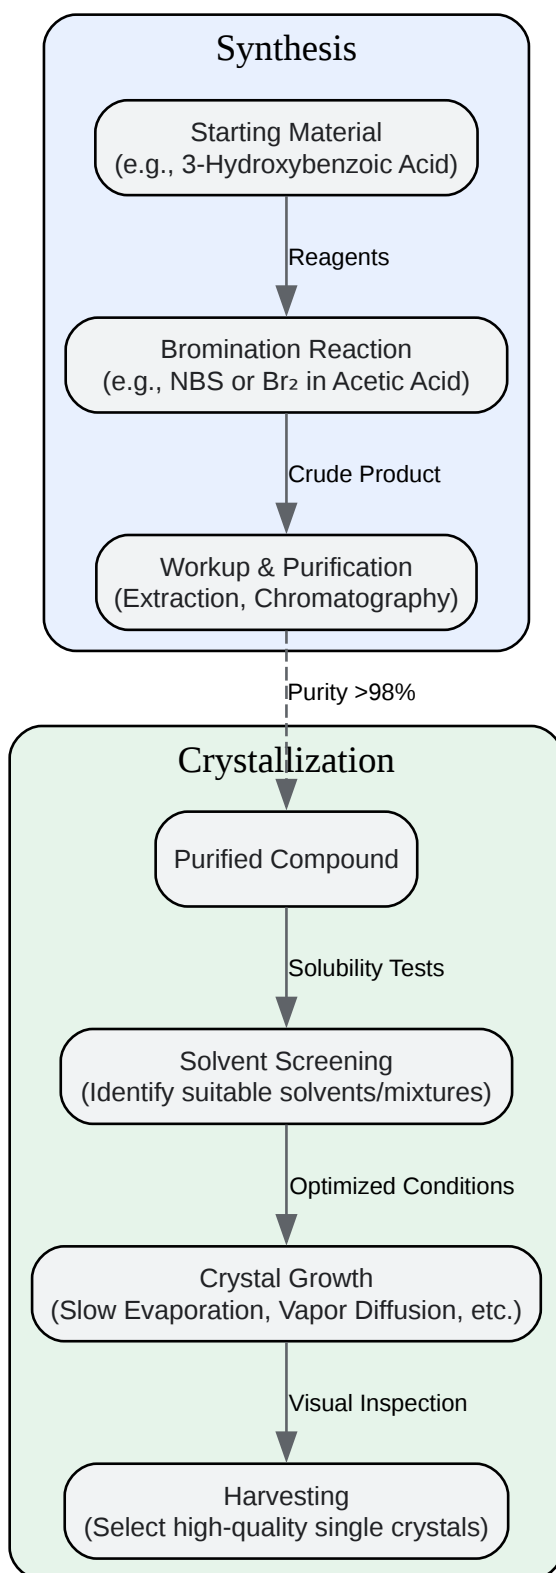 Synthesis
Starting Material
(e.g., 3-Hydroxybenzoic Acid)
Reagents
Bromination Reaction
(e.g., NBS or Br₂ in Acetic Acid)
Crude Product
Workup & Purification
(Extraction, Chromatography)
Purity >98%
Crystallization
Purified Compound
Solubility Tests
Solvent Screening
(Identify suitable solvents/mixtures)
Optimized Conditions
Crystal Growth
(Slow Evaporation, Vapor Diffusion, etc.)
Visual Inspection
Harvesting
(Select high-quality single crystals)